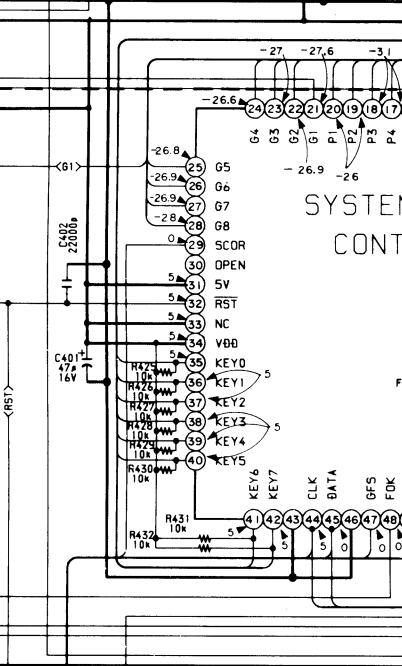 -27 -27.6 -31
-26.6 24 23 22 21 20 19 18 17
G4 G3 G2 G1 P1 P2 P3 P4
-26.9 -26
SYSTEM
CONT
-26.8 25 G5
G1
-26.9 26 G6
-26.9 27 G7
-28 28 G8
0 29 SCOR
30 OPEN
5 31 5V
5 32 RST
5 33 NC
5 34 VDD
5 35 KEY0
36 KEY1 5
37 KEY2
38 KEY3 5
39 KEY4
40 KEY5
C402
22000p
C401
47µ
16V
RST
R425
10k
R426
10k
R427
10k
R428
10k
R429
10k
R430
10k
F
KEY6 KEY7 CLK DATA GFS FOK
41 42 43 44 45 46 47 48
5 5 5 0 0 0
R431
10k
R432
10k